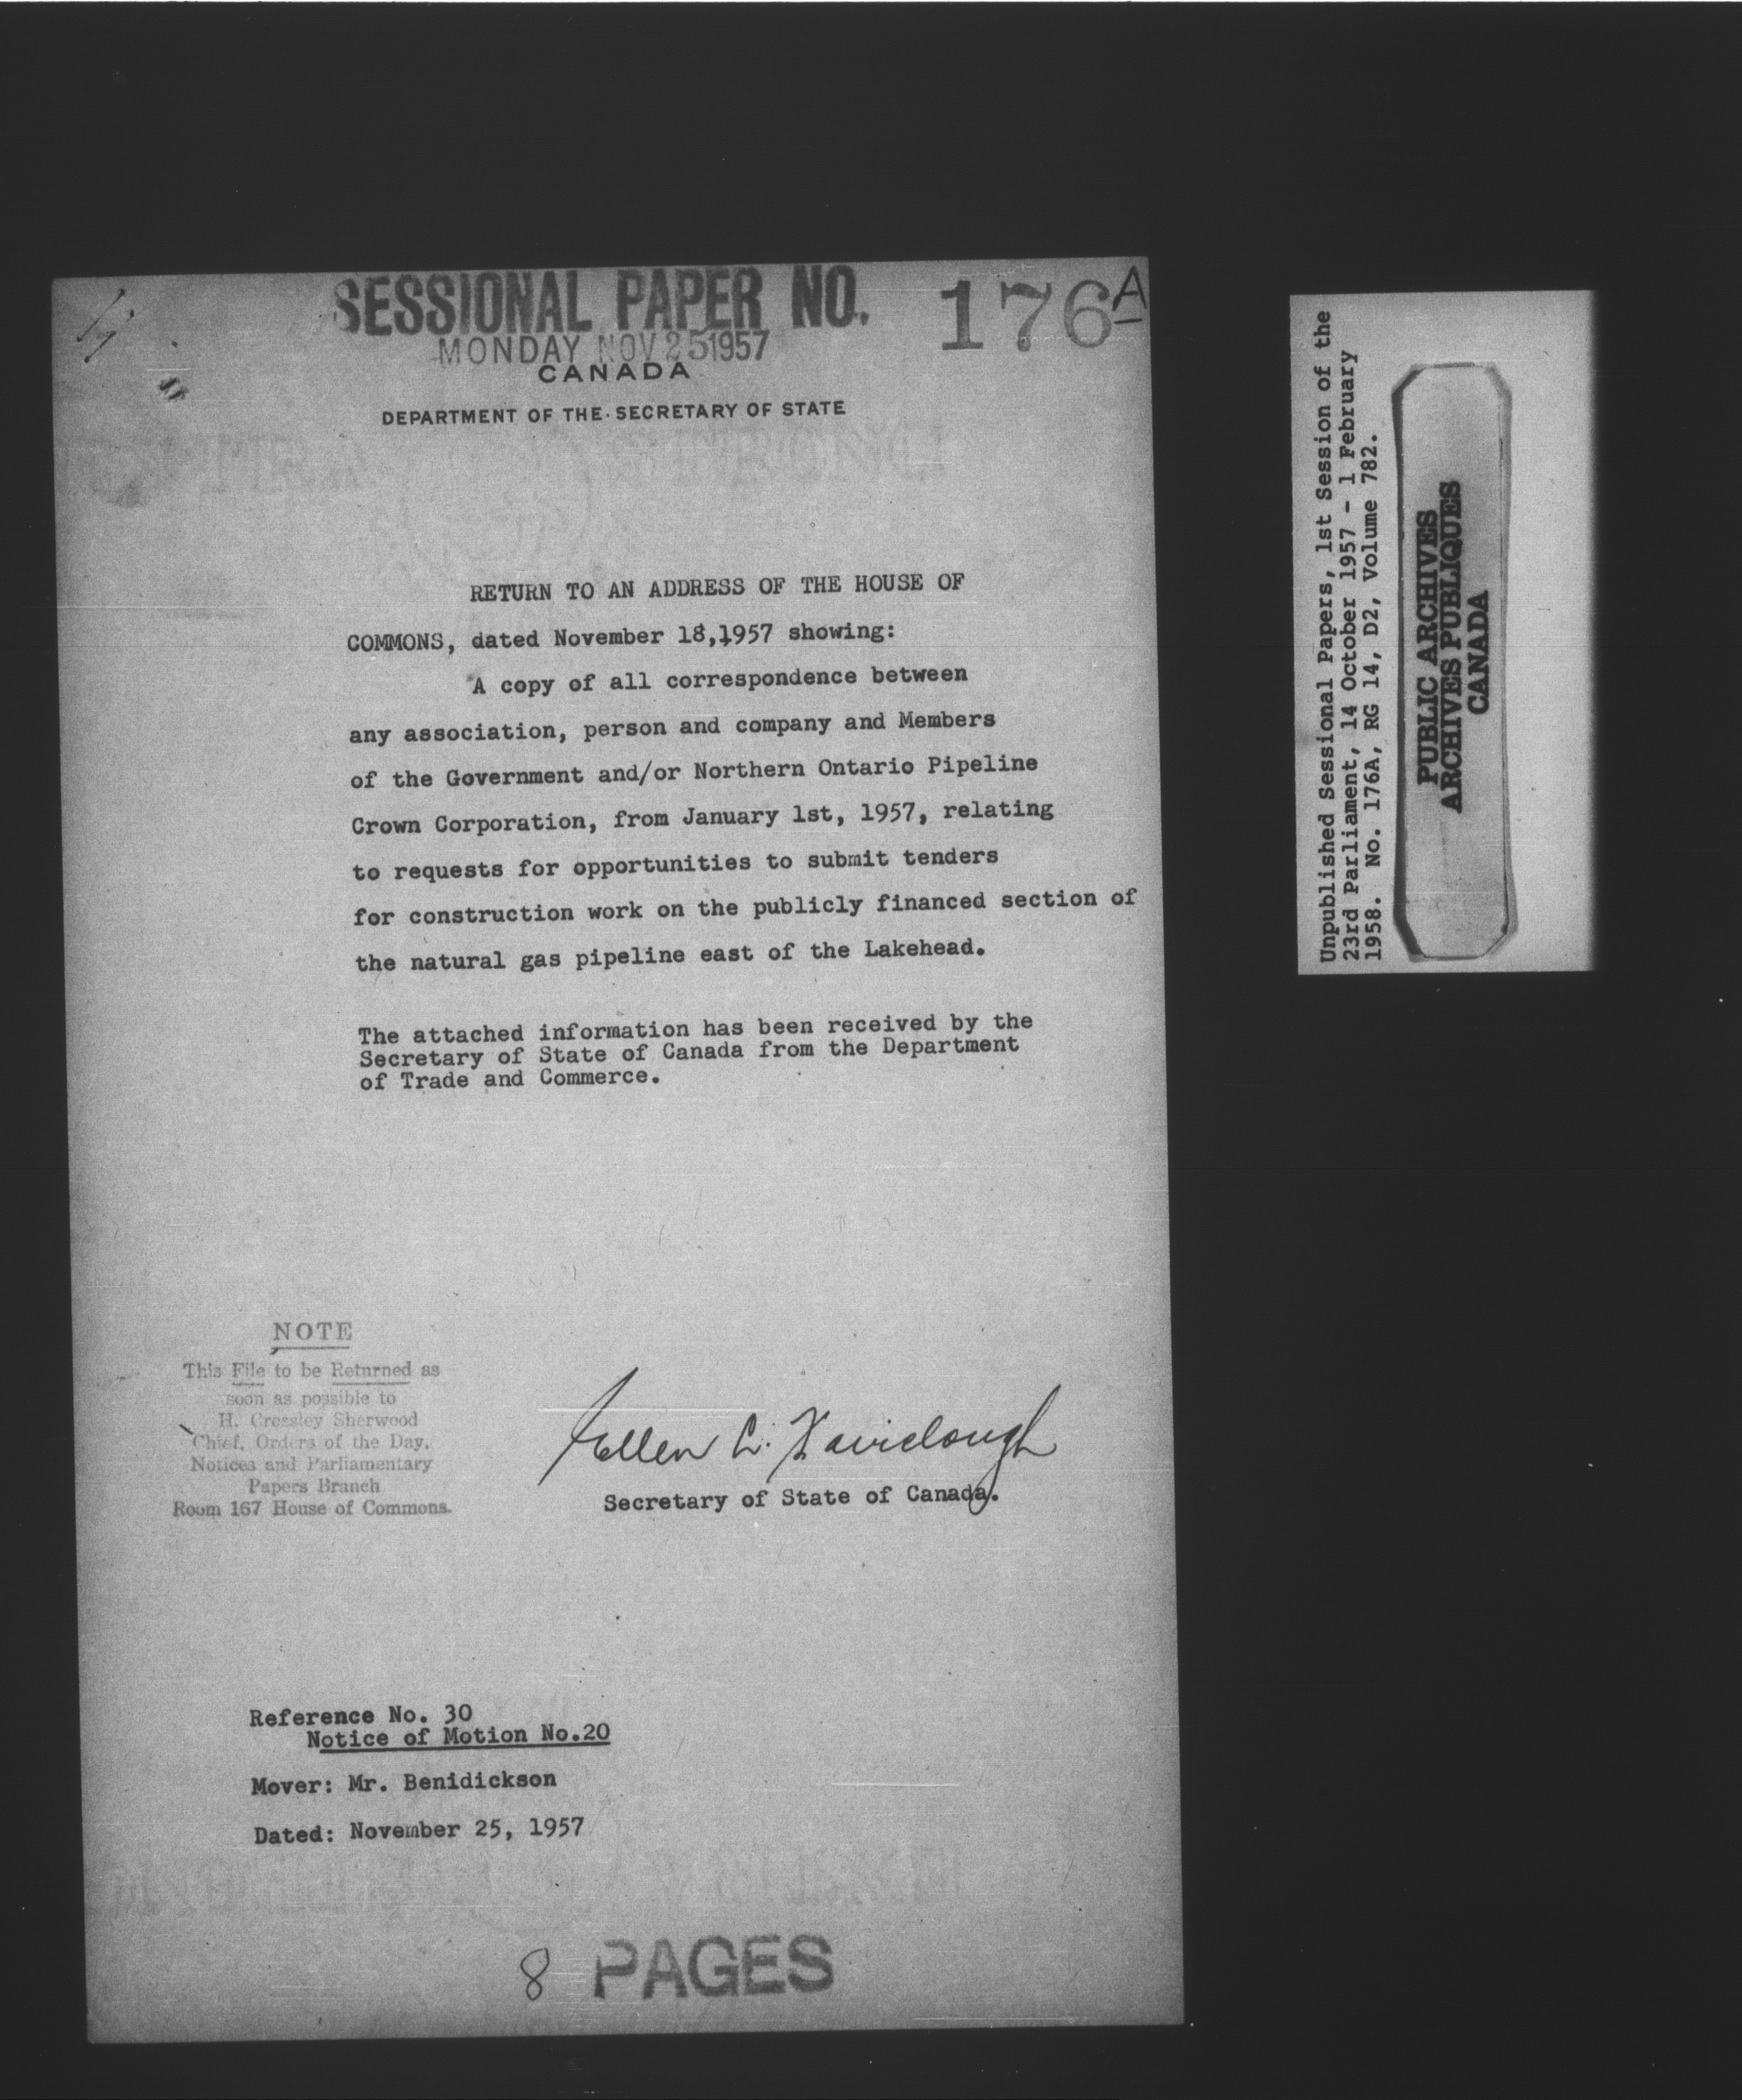 SESSIONAL PAPER NO. 176A
MONDAY NOV 25 1957
CANADA
DEPARTMENT OF THE SECRETARY OF STATE
RETURN TO AN ADDRESS OF THE HOUSE OF
COMMONS, dated November 18,1957 showing:
A copy of all correspondence between
any association, person and company and Members
of the Government and/or Northern Ontario Pipeline
Crown Corporation, from January 1st, 1957, relating
to requests for opportunities to submit tenders
for construction work on the publicly financed section of
the natural gas pipeline east of the Lakehead.
The attached information has been received by the
Secretary of State of Canada from the Department
of Trade and Commerce.
NOTE
This File to be Returned as
soon as possible to
H. Crossley Sherwood
Chief, Orders of the Day,
Notices and Parliamentary
Papers Branch
Room 167 House of Commons.
Ellen L. Fairclough
Secretary of State of Canada.
Reference No. 30
Notice of Motion No.20
Mover: Mr. Benidickson
Dated: November 25, 1957
8 PAGES
Unpublished Sessional Papers, 1st Session of the
23rd Parliament, 14 October 1957 - 1 February
1958. No. 176A, RG 14, D2, Volume 782.
PUBLIC ARCHIVES
ARCHIVES PUBLIQUES
CANADA